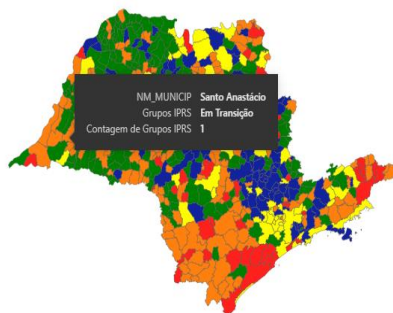 NM_MUNICIP Santo Anastácio
Grupos IPRS Em Transição
Contagem de Grupos IPRS 1